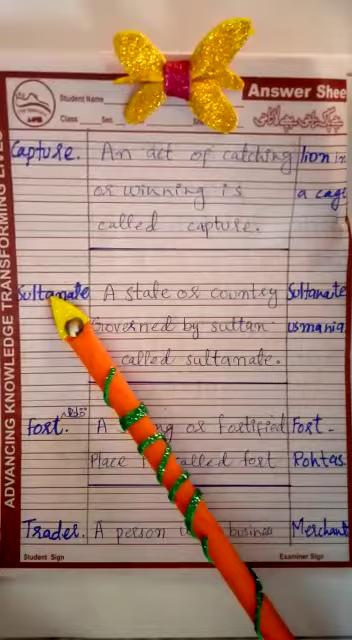 Answer Shee
Student Name
Class Sec
ADVANCING KNOWLEDGE TRANSFORMING LIVES
Capture. An act of catching lion in
or winning is a cage
called capture.
Sultanate A state or country Sultanate
Governed by sultan- usmania
called sultanate.
fort. A or fortified Fort-
Place called fort Rohtas
Trader. A person business Merchant
Student Sign Examiner Sign